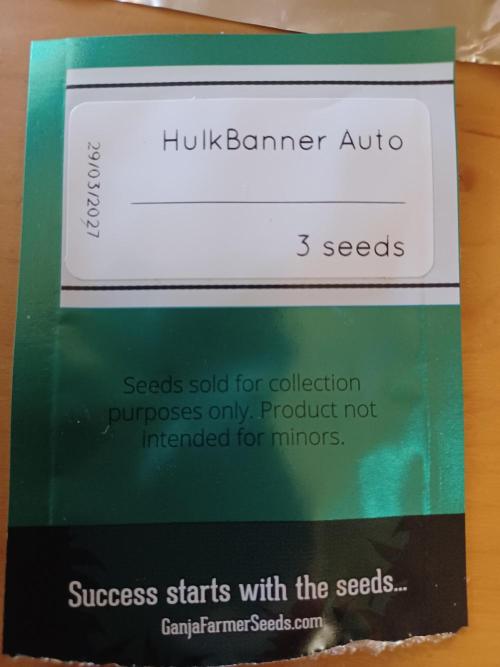 HulkBanner Auto
29/03/2027
3 seeds
Seeds sold for collection
purposes only. Product not
intended for minors.
Success starts with the seeds...
GanjaFarmerSeeds.com